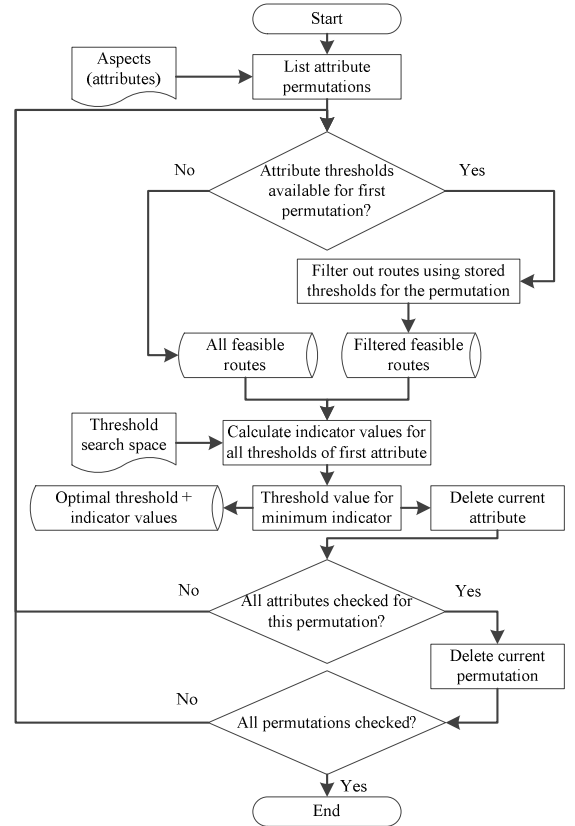 Start
Aspects
(attributes)
List attribute
permutations
No
Attribute thresholds
available for first
permutation?
Yes
Filter out routes using stored
thresholds for the permutation
All feasible
routes
Filtered feasible
routes
Threshold
search space
Calculate indicator values for
all thresholds of first attribute
Optimal threshold +
indicator values
Threshold value for
minimum indicator
Delete current
attribute
No
All attributes checked for
this permutation?
Yes
Delete current
permutation
No
All permutations checked?
Yes
End